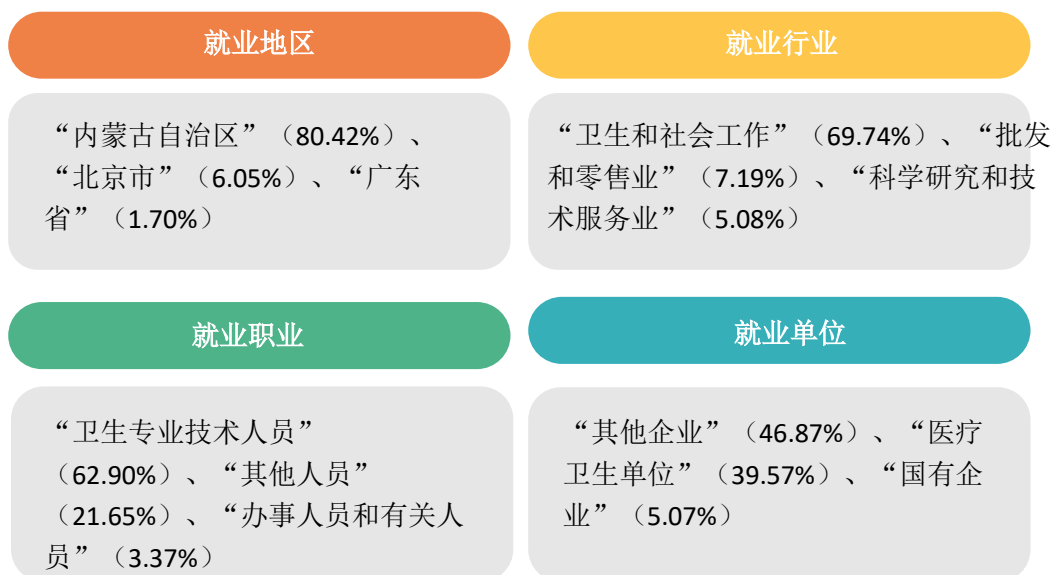 就业地区
“内蒙古自治区”（80.42%）、
“北京市”（6.05%）、“广东
省”（1.70%）
就业行业
“卫生和社会工作”（69.74%）、“批发
和零售业”（7.19%）、“科学研究和技
术服务业”（5.08%）
就业职业
“卫生专业技术人员”
（62.90%）、“其他人员”
（21.65%）、“办事人员和有关人
员”（3.37%）
就业单位
“其他企业”（46.87%）、“医疗
卫生单位”（39.57%）、“国有企
业”（5.07%）